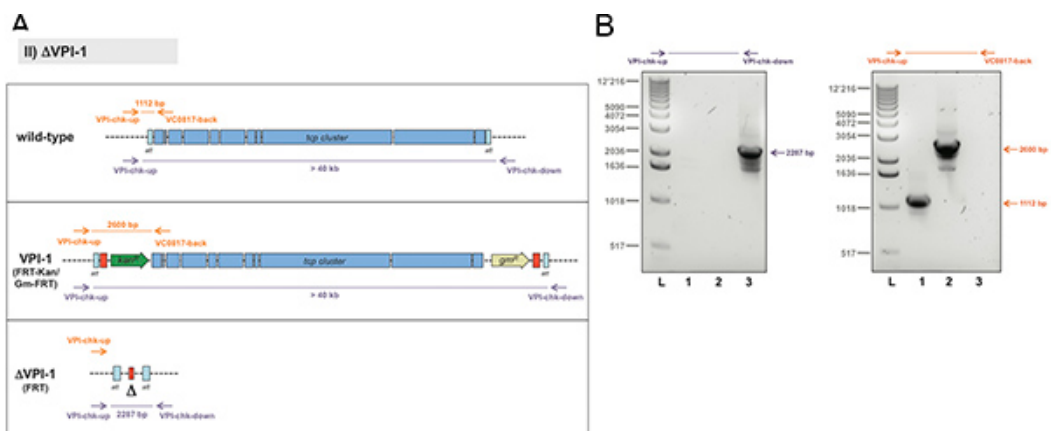 A
II) ΔVPI-1
wild-type
1112 bp
VPI-chk-up
VC0817-back
tcp cluster
att
att
VPI-chk-up
> 40 kb
VPI-chk-down
VPI-1
(FRT-Kan/
Gm-FRT)
2600 bp
VPI-chk-up
VC0817-back
kanR
tcp cluster
gmR
att
att
VPI-chk-up
> 40 kb
VPI-chk-down
ΔVPI-1
(FRT)
VPI-chk-up
att
Δ
att
VPI-chk-up
2287 bp
VPI-chk-down
B
VPI-chk-up
VPI-chk-down
12'216
5090
4072
3054
2036
1636
1018
517
2287 bp
L 1 2 3
VPI-chk-up
VC0817-back
12'216
5090
4072
3054
2036
1636
1018
517
2600 bp
1112 bp
L 1 2 3